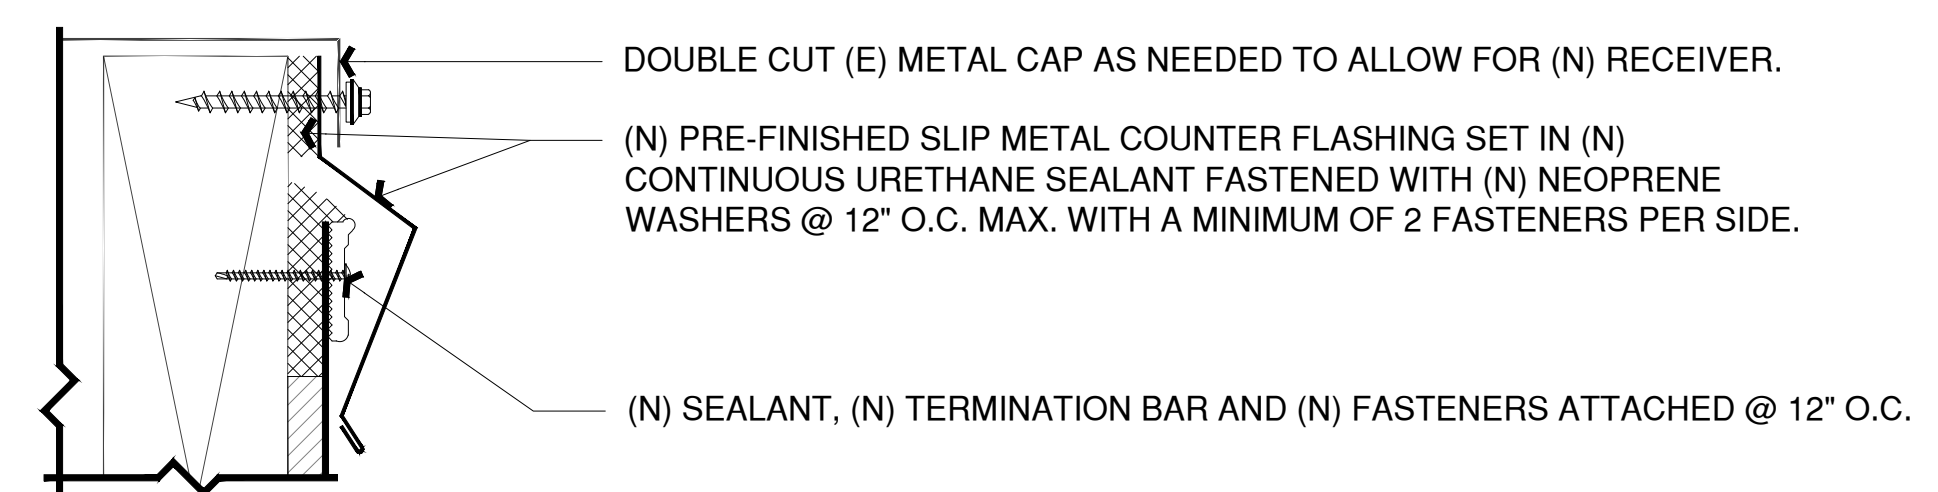 DOUBLE CUT (E) METAL CAP AS NEEDED TO ALLOW FOR (N) RECEIVER.
(N) PRE-FINISHED SLIP METAL COUNTER FLASHING SET IN (N)
CONTINUOUS URETHANE SEALANT FASTENED WITH (N) NEOPRENE
WASHERS @ 12" O.C. MAX. WITH A MINIMUM OF 2 FASTENERS PER SIDE.
(N) SEALANT, (N) TERMINATION BAR AND (N) FASTENERS ATTACHED @ 12" O.C.